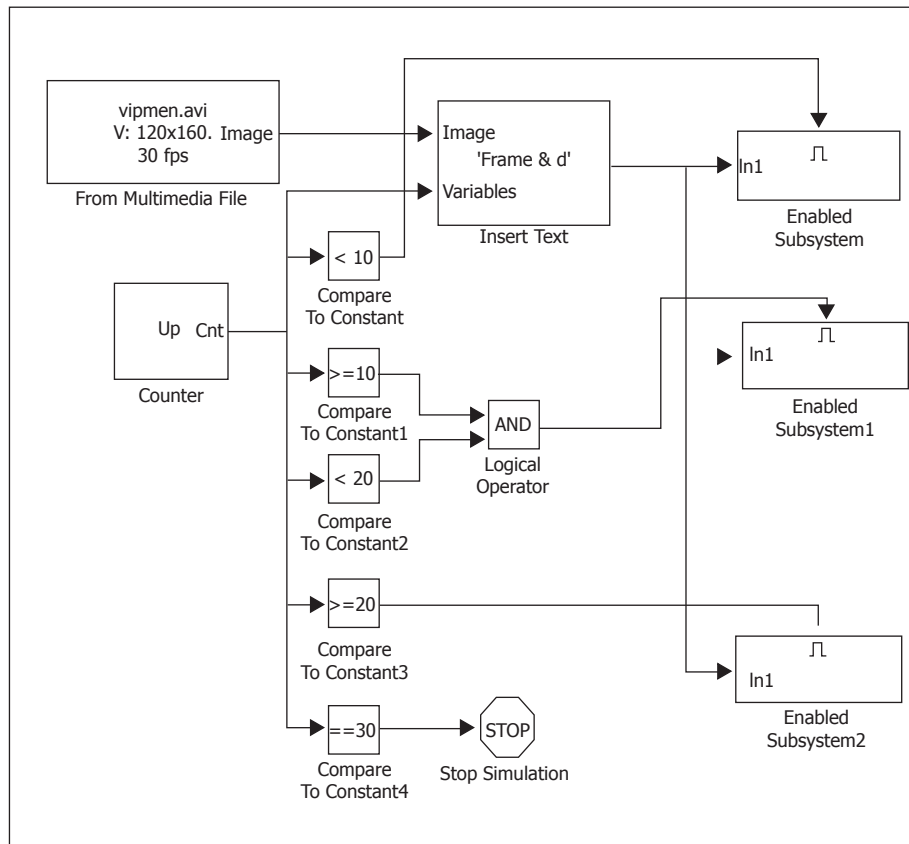 vipmen.avi
V: 120x160.
30 fps
Image
From Multimedia File
Image
'Frame & d'
Variables
Insert Text
In1
Enabled
Subsystem
< 10
Compare
To Constant
Up
Cnt
Counter
>=10
Compare
To Constant1
AND
Logical
Operator
In1
Enabled
Subsystem1
< 20
Compare
To Constant2
>=20
Compare
To Constant3
In1
Enabled
Subsystem2
==30
Compare
To Constant4
STOP
Stop Simulation